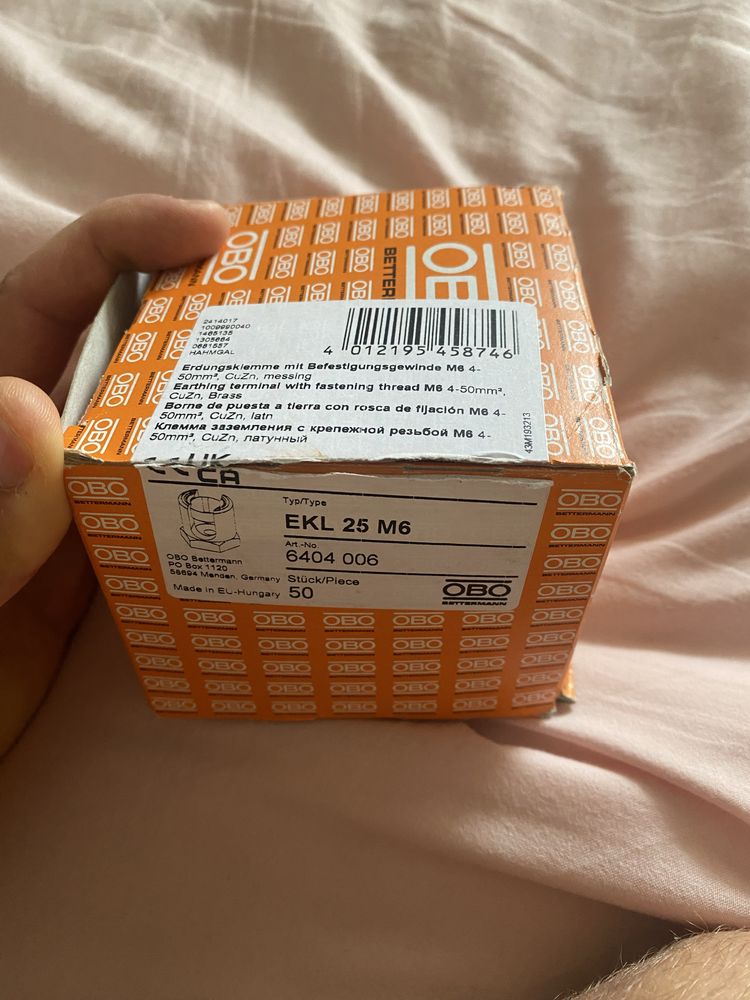 OBO
BETTER
2414017
1009990040
1465135
1305664
0651557
HAHMGAL
4 012195 458746
Erdungsklemme mit Befestigungsgewinde M6 4-
50mm², CuZn, messing
Earthing terminal with fastening thread M6 4-50mm²,
CuZn, Brass
Borne de puesta a tierra con rosca de fijación M6 4-
50mm², CuZn, latn
Клемма заземления с крепежной резьбой М6 4-
50mm², CuZn, латунный
43M193213
UK
CA
Typ/Type
EKL 25 M6
Art.-No.
6404 006
Stück/Piece
50
OBO Bettermann
PO Box 1120
58694 Menden, Germany
Made in EU-Hungary
OBO
BETTERMANN